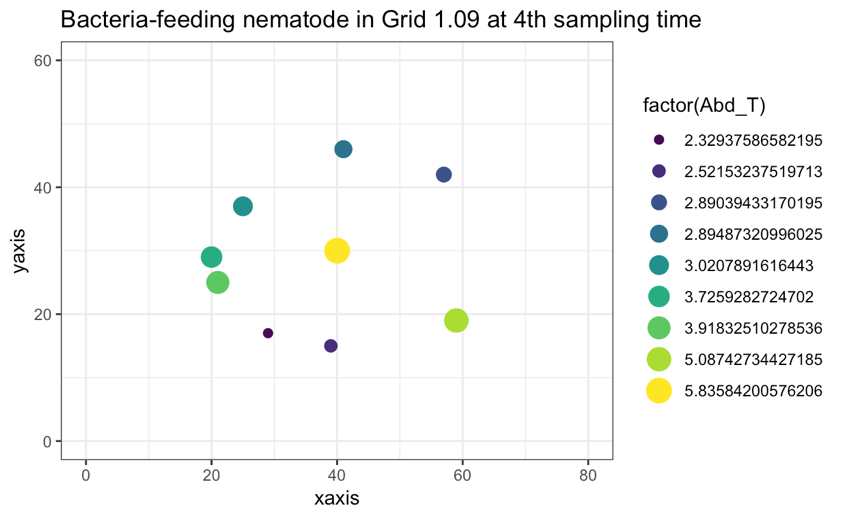 Bacteria-feeding nematode in Grid 1.09 at 4th sampling time
60
40
20
0
yaxis
0 20 40 60 80
xaxis
factor(Abd_T)
2.32937586582195
2.52153237519713
2.89039433170195
2.89487320996025
3.0207891616443
3.7259282724702
3.91832510278536
5.08742734427185
5.83584200576206